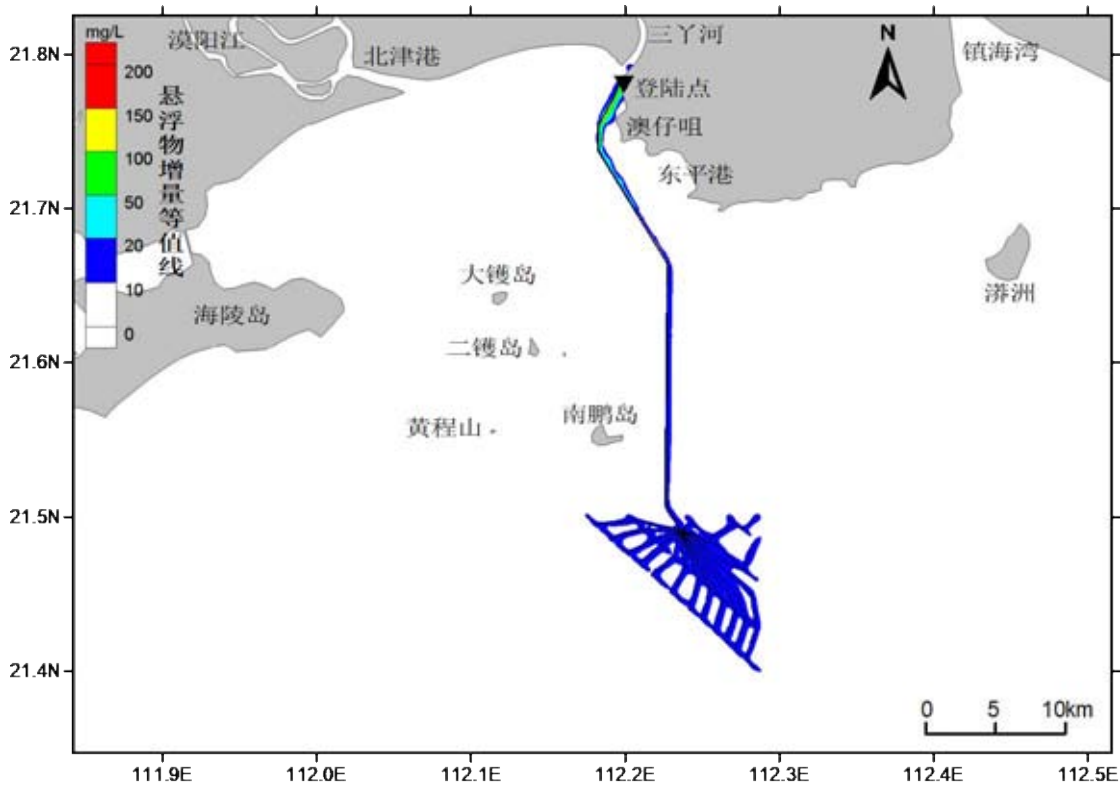 mg/L
200
150
100
50
20
10
0
悬浮物增量等值线
漠阳江
北津港
三丫河
镇海湾
登陆点
澳仔咀
东平港
N
大镬岛
海陵岛
二镬岛
漭洲
南鹏岛
黄程山
0 5 10km
21.8N
21.7N
21.6N
21.5N
21.4N
111.9E 112.0E 112.1E 112.2E 112.3E 112.4E 112.5E